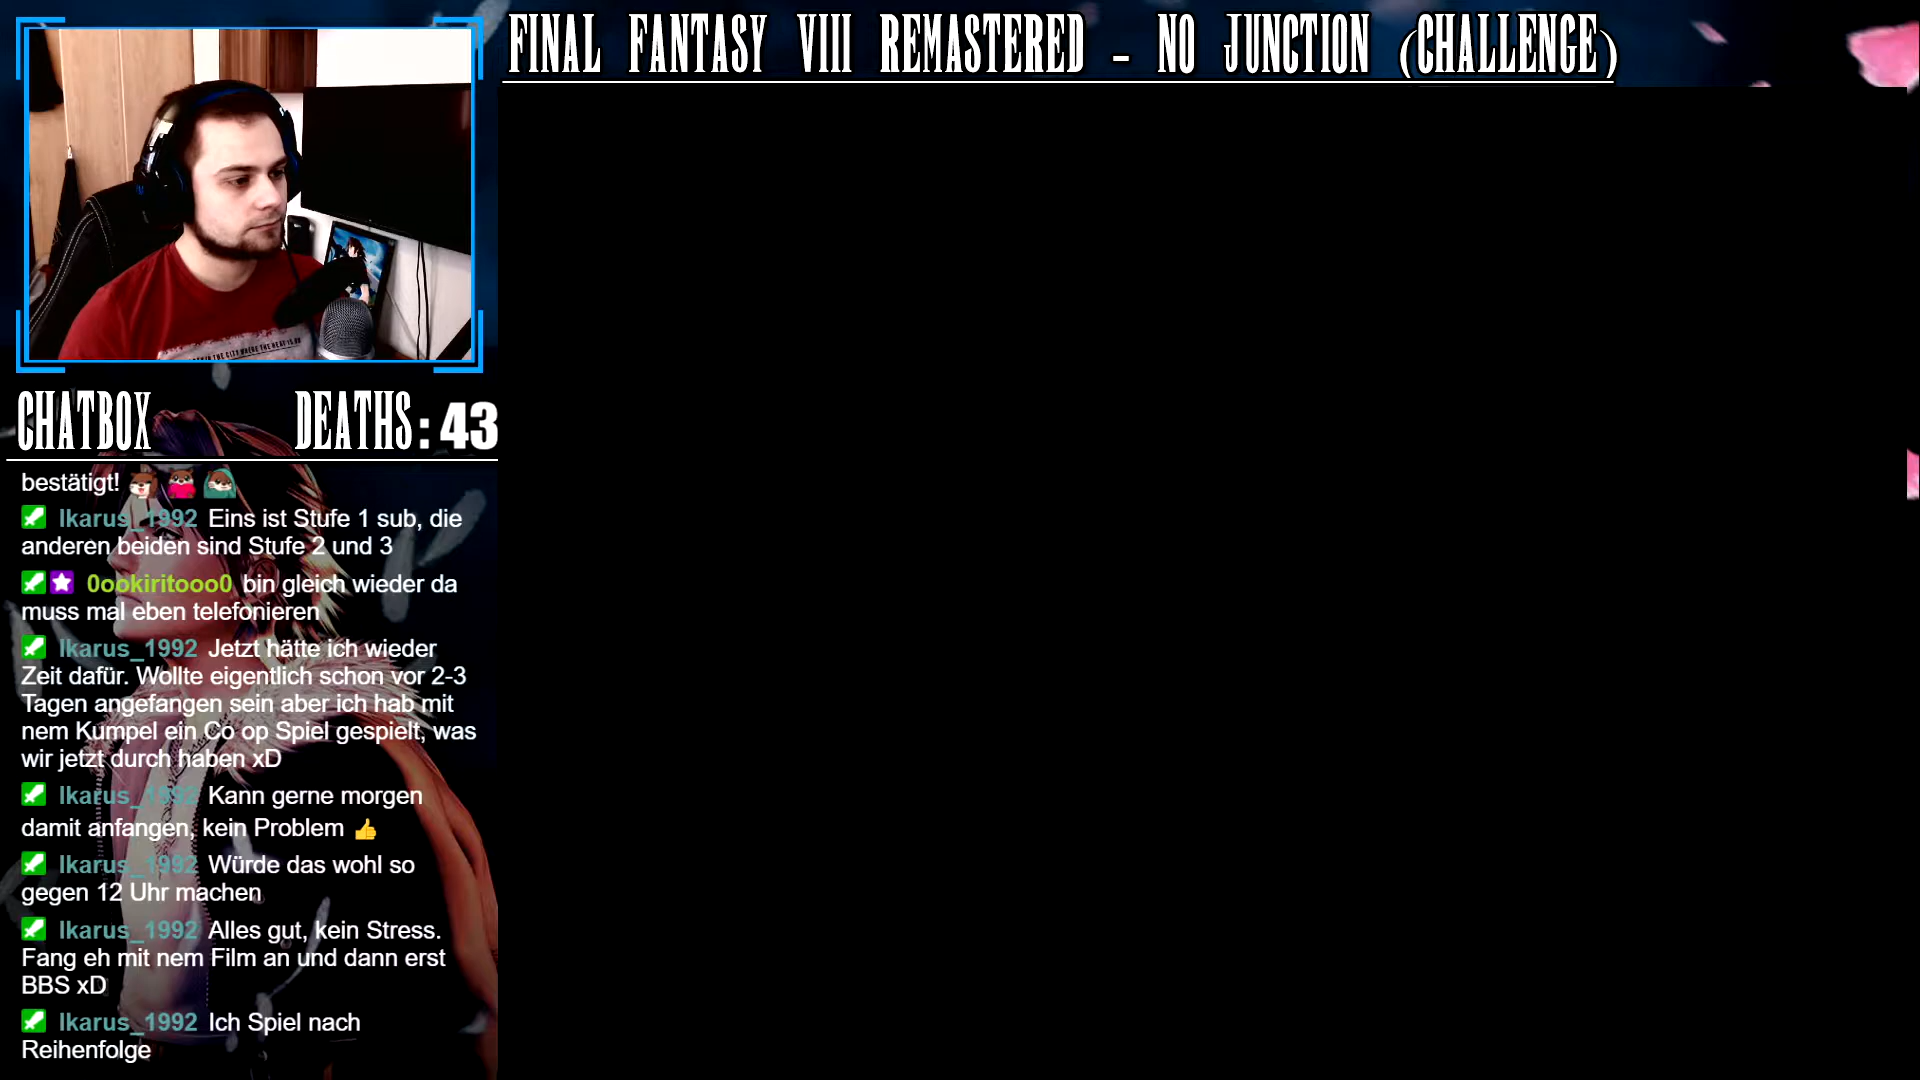 FINAL FANTASY VIII REMASTERED - NO JUNCTION (CHALLENGE)
CHATBOX DEATHS: 43
bestätigt!
Ikarus_1992 Eins ist Stufe 1 sub, die
anderen beiden sind Stufe 2 und 3
0ookiritooo0 bin gleich wieder da
muss mal eben telefonieren
Ikarus_1992 Jetzt hätte ich wieder
Zeit dafür. Wollte eigentlich schon vor 2-3
Tagen angefangen sein aber ich hab mit
nem Kumpel ein Co op Spiel gespielt, was
wir jetzt durch haben xD
Ikarus_1992 Kann gerne morgen
damit anfangen, kein Problem 👍
Ikarus_1992 Würde das wohl so
gegen 12 Uhr machen
Ikarus_1992 Alles gut, kein Stress.
Fang eh mit nem Film an und dann erst
BBS xD
Ikarus_1992 Ich Spiel nach
Reihenfolge